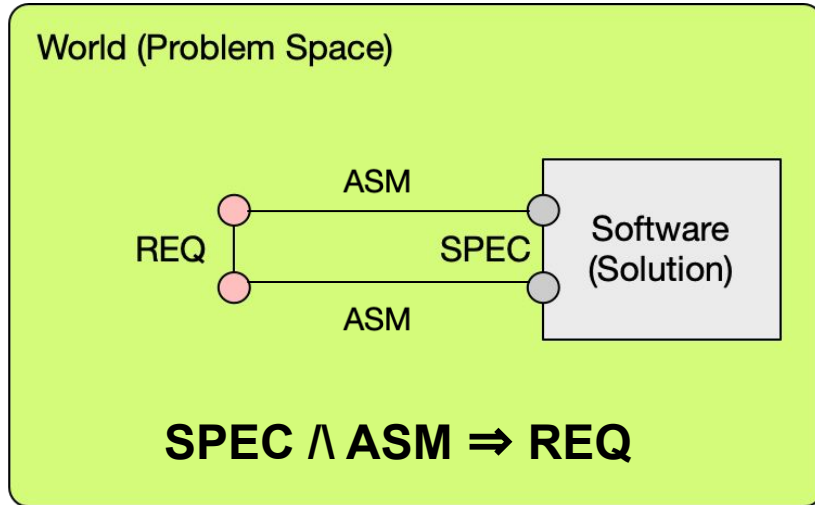 World (Problem Space)
ASM
REQ
SPEC
Software
(Solution)
ASM
SPEC /\ ASM ⇒ REQ